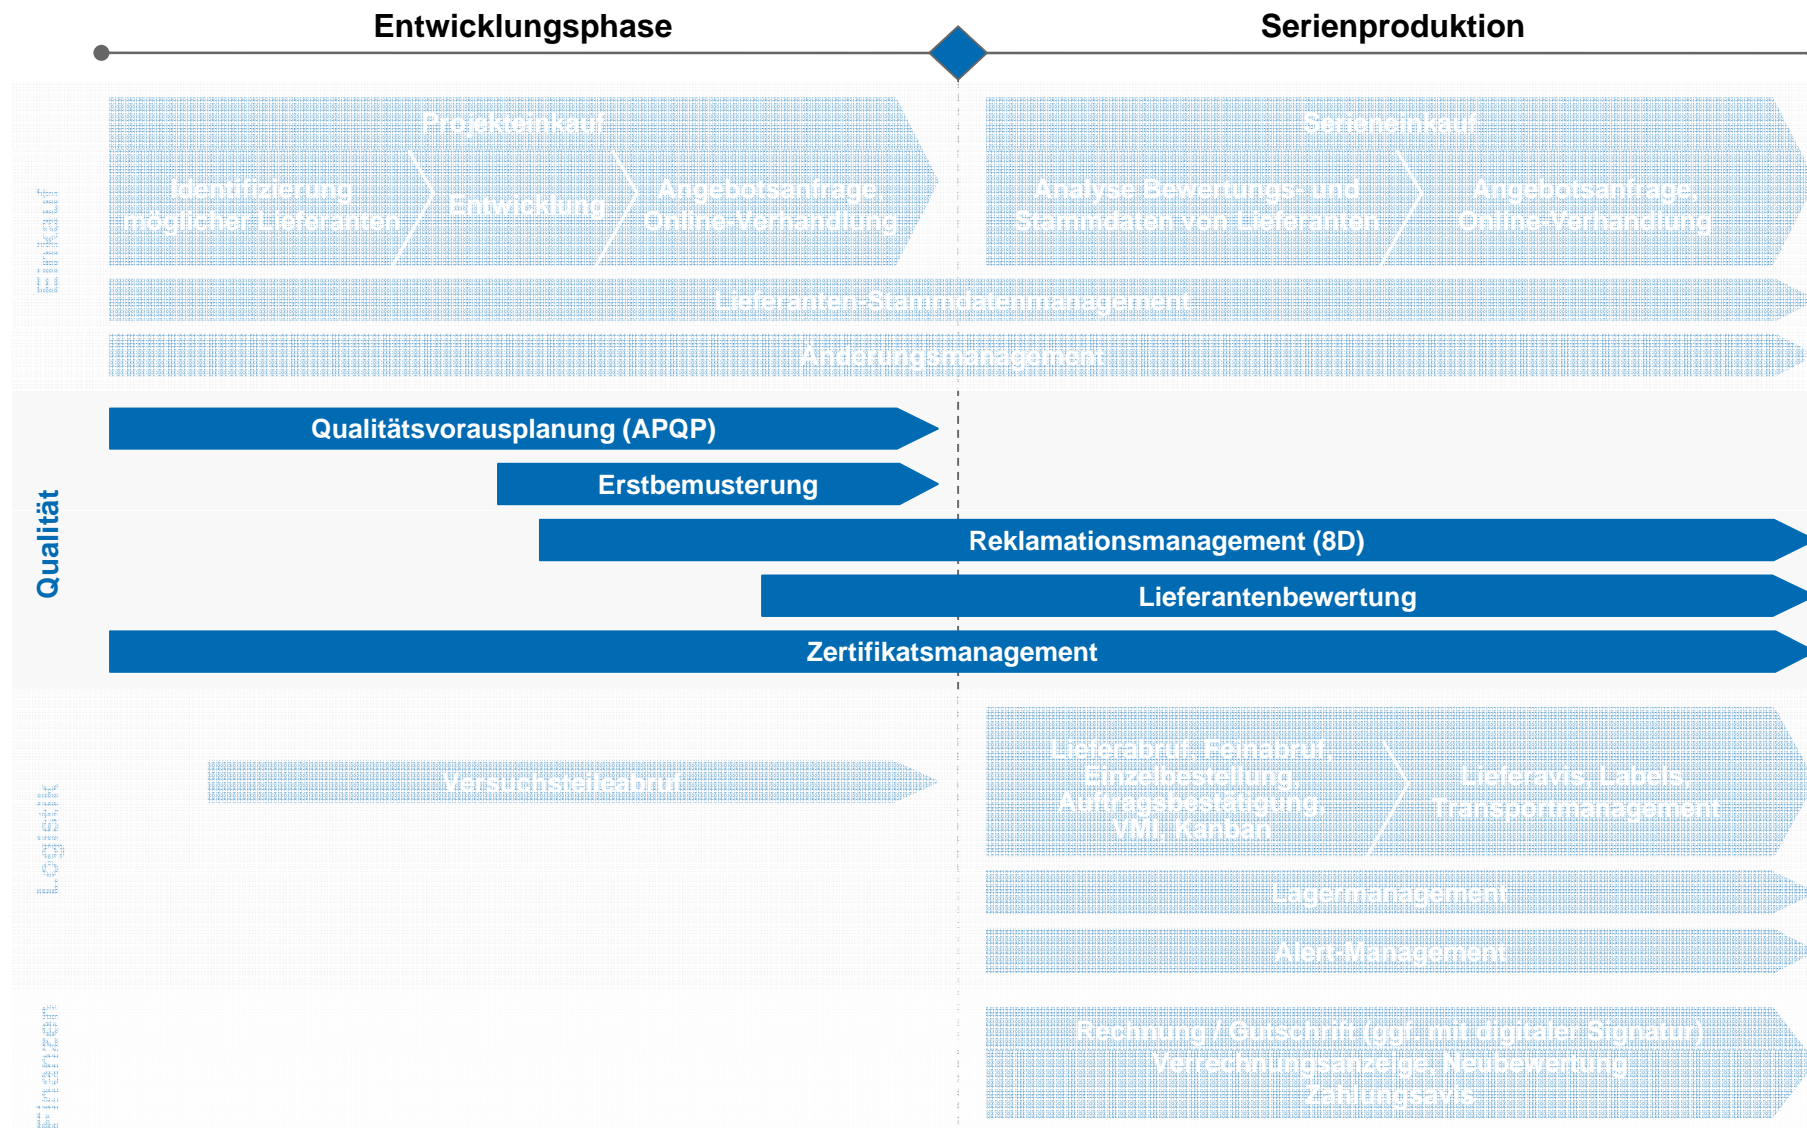 Entwicklungsphase
Serienproduktion
Einkauf
Projekteinkauf
Identifizierung
möglicher Lieferanten
Entwicklung
Angebotsanfrage,
Online-Verhandlung
Serieneinkauf
Analyse Bewertungs- und
Stammdaten von Lieferanten
Angebotsanfrage,
Online-Verhandlung
Lieferanten-Stammdatenmanagement
Änderungsmanagement
Qualität
Qualitätsvorausplanung (APQP)
Erstbemusterung
Reklamationsmanagement (8D)
Lieferantenbewertung
Zertifikatsmanagement
Logistik
Versuchsteileabruf
Lieferabruf, Feinabruf,
Einzelbestellung,
Auftragsbestätigung,
VMI, Kanban
Lieferavis, Labels,
Transportmanagement
Lagermanagement
Alert-Management
Finanzen
Rechnung / Gutschrift (ggf. mit digitaler Signatur)
Verrechnungsanzeige, Neubewertung
Zahlungsavis